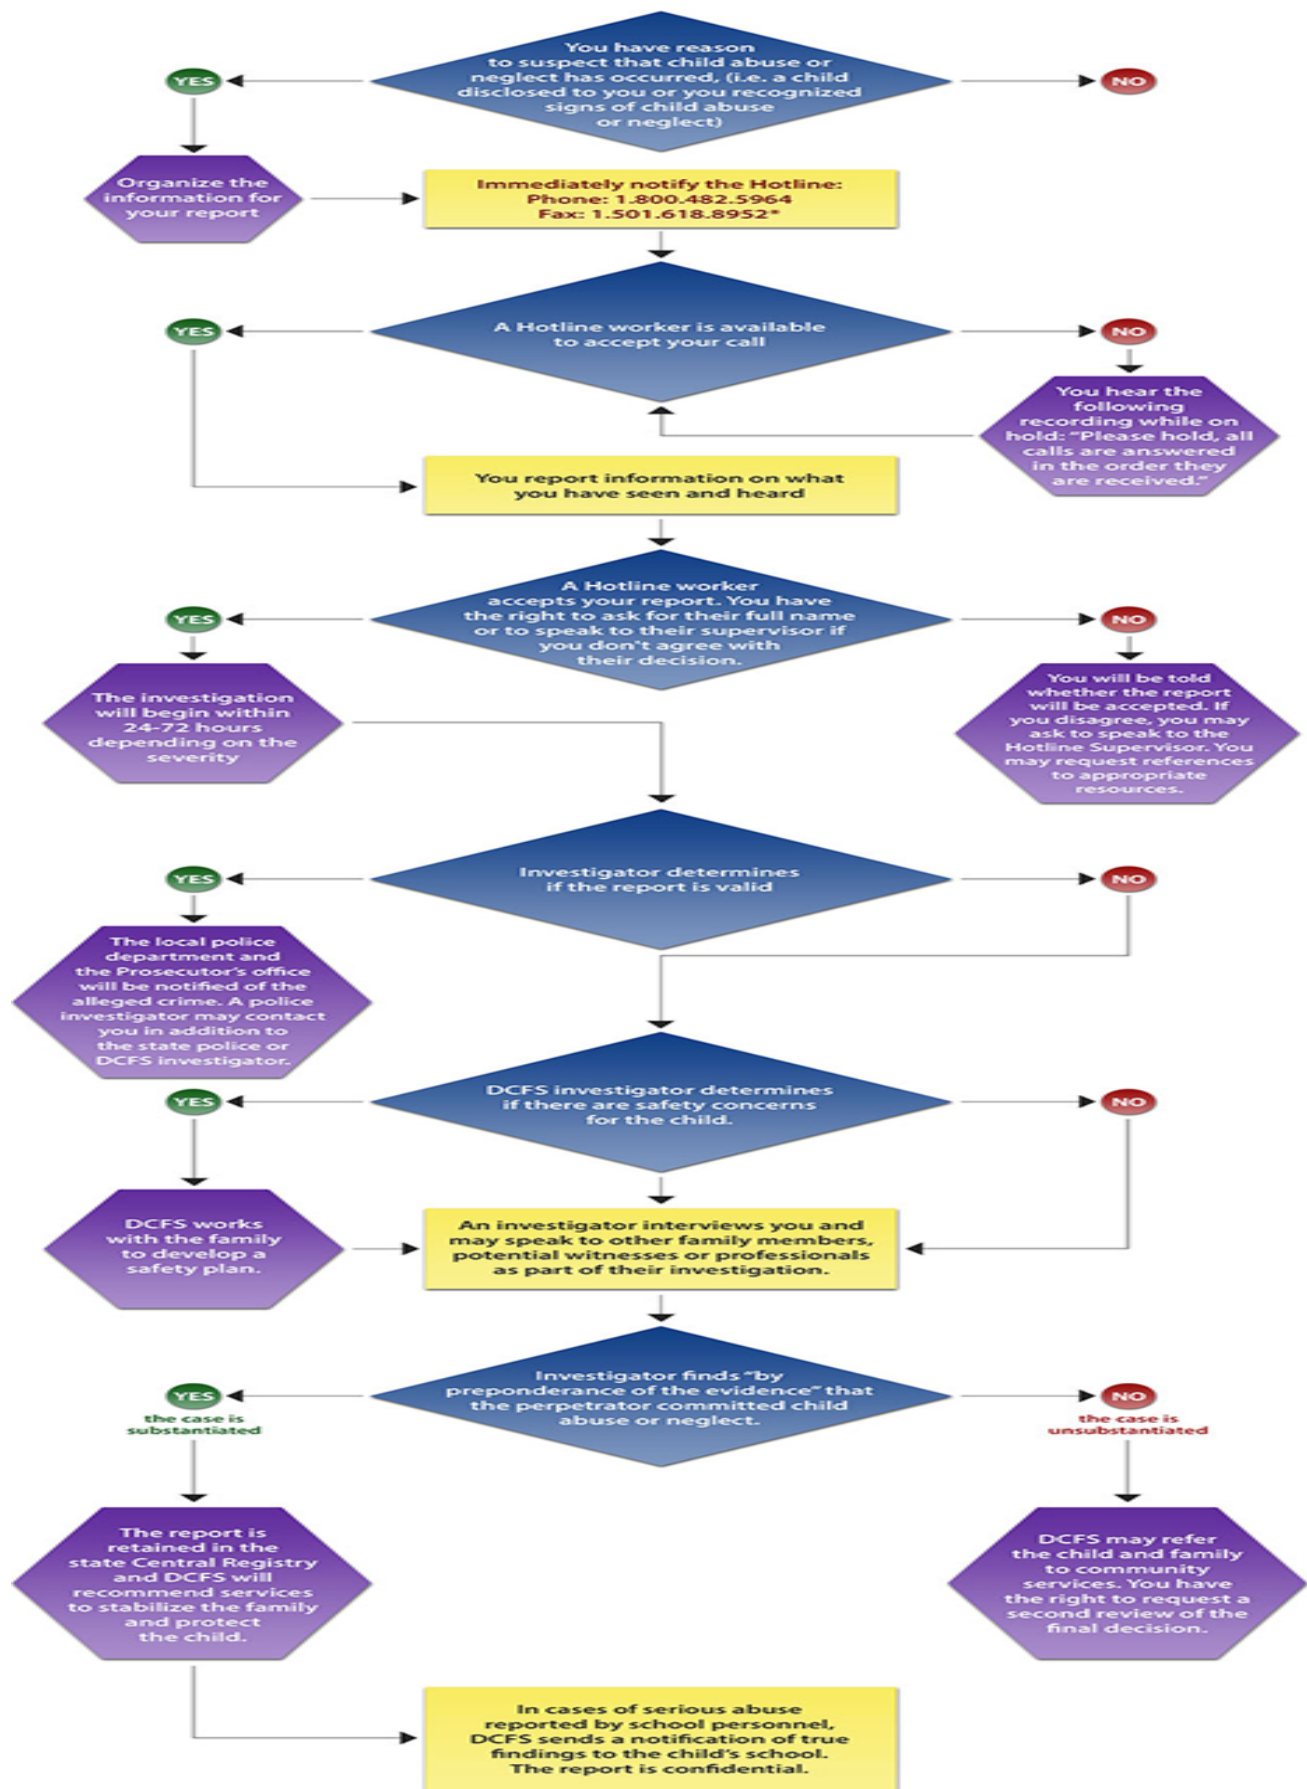 You have reason
to suspect that child abuse or
neglect has occurred, (i.e. a child
disclosed to you or you recognized
signs of child abuse
or neglect)
YES
NO
Organize the
information for
your report
Immediately notify the Hotline:
Phone: 1.800.482.5964
Fax: 1.501.618.8952*
A Hotline worker is available
to accept your call
YES
NO
You hear the
following
recording while on
hold: “Please hold, all
calls are answered
in the order they
are received.”
You report information on what
you have seen and heard
A Hotline worker
accepts your report. You have
the right to ask for their full name
or to speak to their supervisor if
you don't agree with
their decision.
YES
NO
The investigation
will begin within
24-72 hours
depending on the
severity
You will be told
whether the report
will be accepted. If
you disagree, you may
ask to speak to the
Hotline Supervisor. You
may request references
to appropriate
resources.
Investigator determines
if the report is valid
YES
NO
The local police
department and
the Prosecutor's office
will be notified of the
alleged crime. A police
investigator may contact
you in addition to
the state police or
DCFS investigator.
DCFS investigator determines
if there are safety concerns
for the child.
YES
NO
DCFS works
with the family
to develop a
safety plan.
An investigator interviews you and
may speak to other family members,
potential witnesses or professionals
as part of their investigation.
Investigator finds “by
preponderance of the evidence” that
the perpetrator committed child
abuse or neglect.
YES
the case is
substantiated
NO
the case is
unsubstantiated
The report is
retained in the
state Central Registry
and DCFS will
recommend services
to stabilize the family
and protect
the child.
DCFS may refer
the child and family
to community
services. You have
the right to request a
second review of the
final decision.
In cases of serious abuse
reported by school personnel,
DCFS sends a notification of true
findings to the child's school.
The report is confidential.